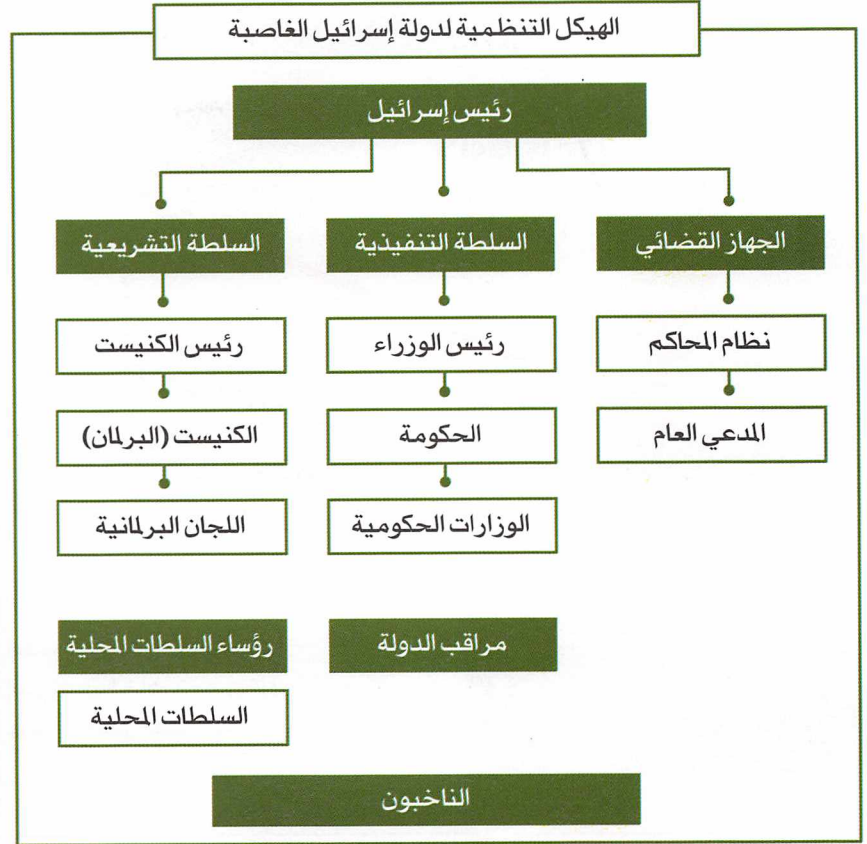 الهيكل التنظمية لدولة إسرائيل الغاصبة
رئيس إسرائيل
الجهاز القضائي
السلطة التنفيذية
السلطة التشريعية
نظام المحاكم
رئيس الوزراء
رئيس الكنيست
المدعي العام
الحكومة
الكنيست (البرلمان)
الوزارات الحكومية
اللجان البرلمانية
مراقب الدولة
رؤساء السلطات المحلية
السلطات المحلية
الناخبون